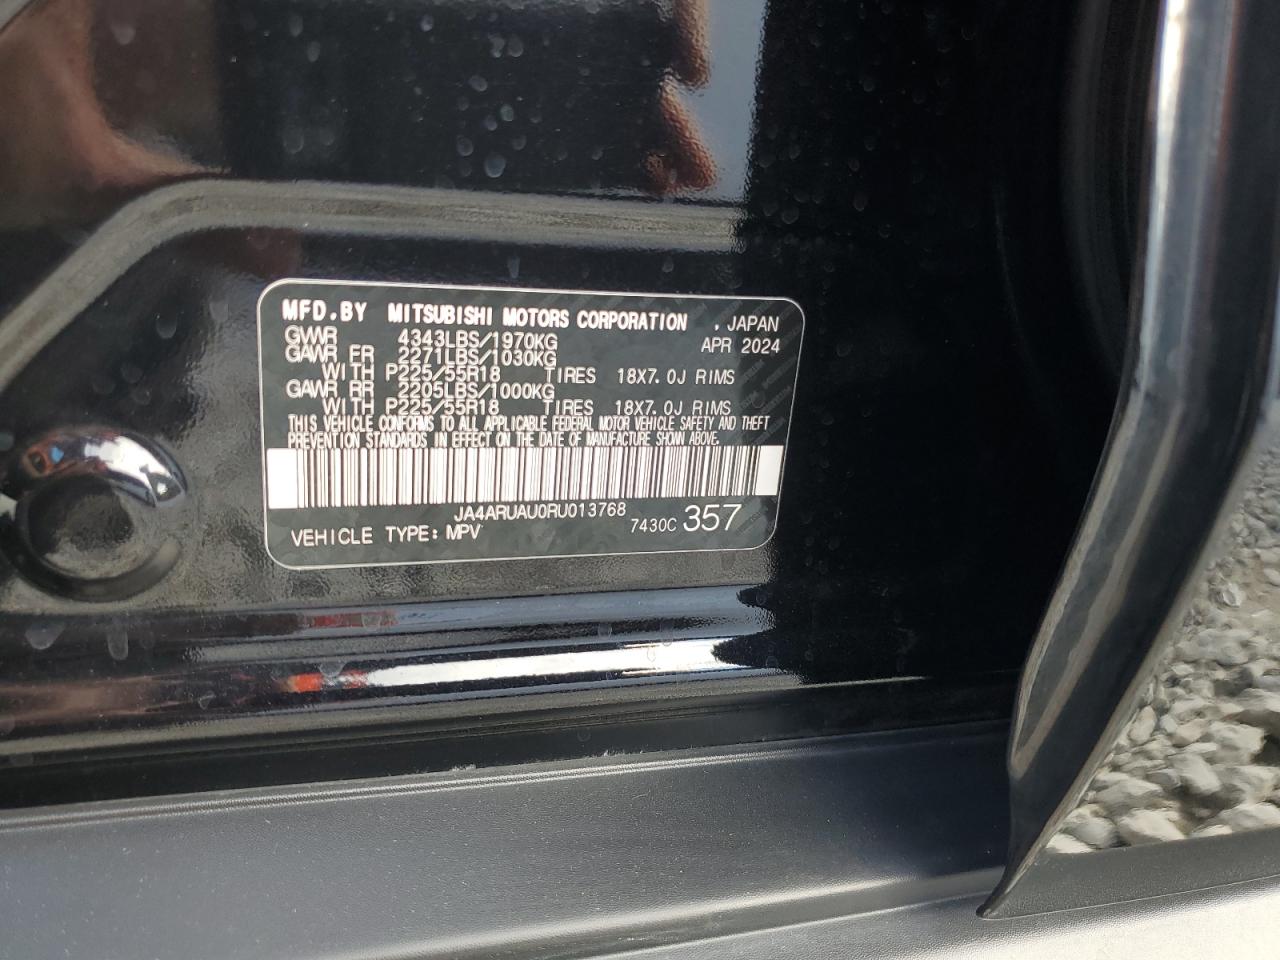 MFD.BY MITSUBISHI MOTORS CORPORATION . JAPAN
GVWR 4343LBS/1970KG APR 2024
GAWR FR 2271LBS/1030KG
WITH P225/55R18 TIRES 18X7.0J RIMS
GAWR RR 2205LBS/1000KG
WITH P225/55R18 TIRES 18X7.0J RIMS
THIS VEHICLE CONFORMS TO ALL APPLICABLE FEDERAL MOTOR VEHICLE SAFETY AND THEFT
PREVENTION STANDARDS IN EFFECT ON THE DATE OF MANUFACTURE SHOWN ABOVE.
JA4ARUAU0RU013768
VEHICLE TYPE: MPV 7430C 357